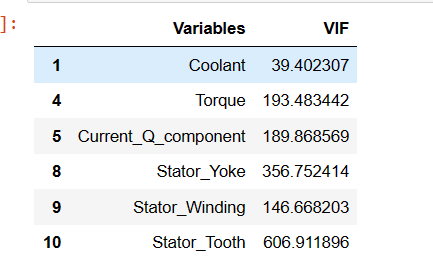 ]:
Variables VIF
1 Coolant 39.402307
4 Torque 193.483442
5 Current_Q_component 189.868569
8 Stator_Yoke 356.752414
9 Stator_Winding 146.668203
10 Stator_Tooth 606.911896